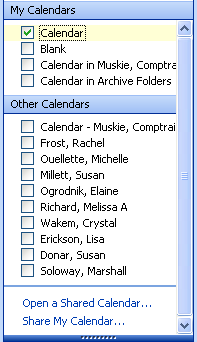 My Calendars
Calendar
Blank
Calendar in Muskie, Comptra
Calendar in Archive Folders
Other Calendars
Calendar - Muskie, Comptrai
Frost, Rachel
Ouellette, Michelle
Millett, Susan
Ogrodnik, Elaine
Richard, Melissa A
Wakem, Crystal
Erickson, Lisa
Donar, Susan
Soloway, Marshall
Open a Shared Calendar...
Share My Calendar...